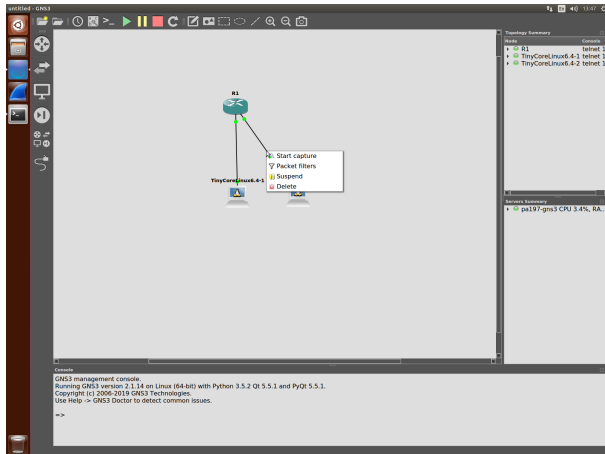 untitled - GNS3
En
13:47
Topology Summary
Node Console
R1 telnet 1
TinyCoreLinux6.4-1 telnet 1
TinyCoreLinux6.4-2 telnet 1
R1
Start capture
Packet filters
Suspend
Delete
TinyCoreLinux6.4-1
Servers Summary
pa197-gns3 CPU 3.4%, RA...
Console
GNS3 management console.
Running GNS3 version 2.1.14 on Linux (64-bit) with Python 3.5.2 Qt 5.5.1 and PyQt 5.5.1.
Copyright (c) 2006-2019 GNS3 Technologies.
Use Help -> GNS3 Doctor to detect common issues.
=>